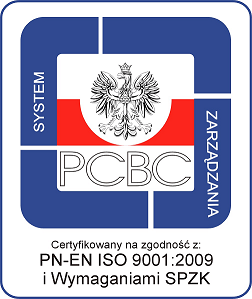 SYSTEM
ZARZĄDZANIA
PCBC
Certyfikowany na zgodność z:
PN-EN ISO 9001:2009
i Wymaganiami SPZK